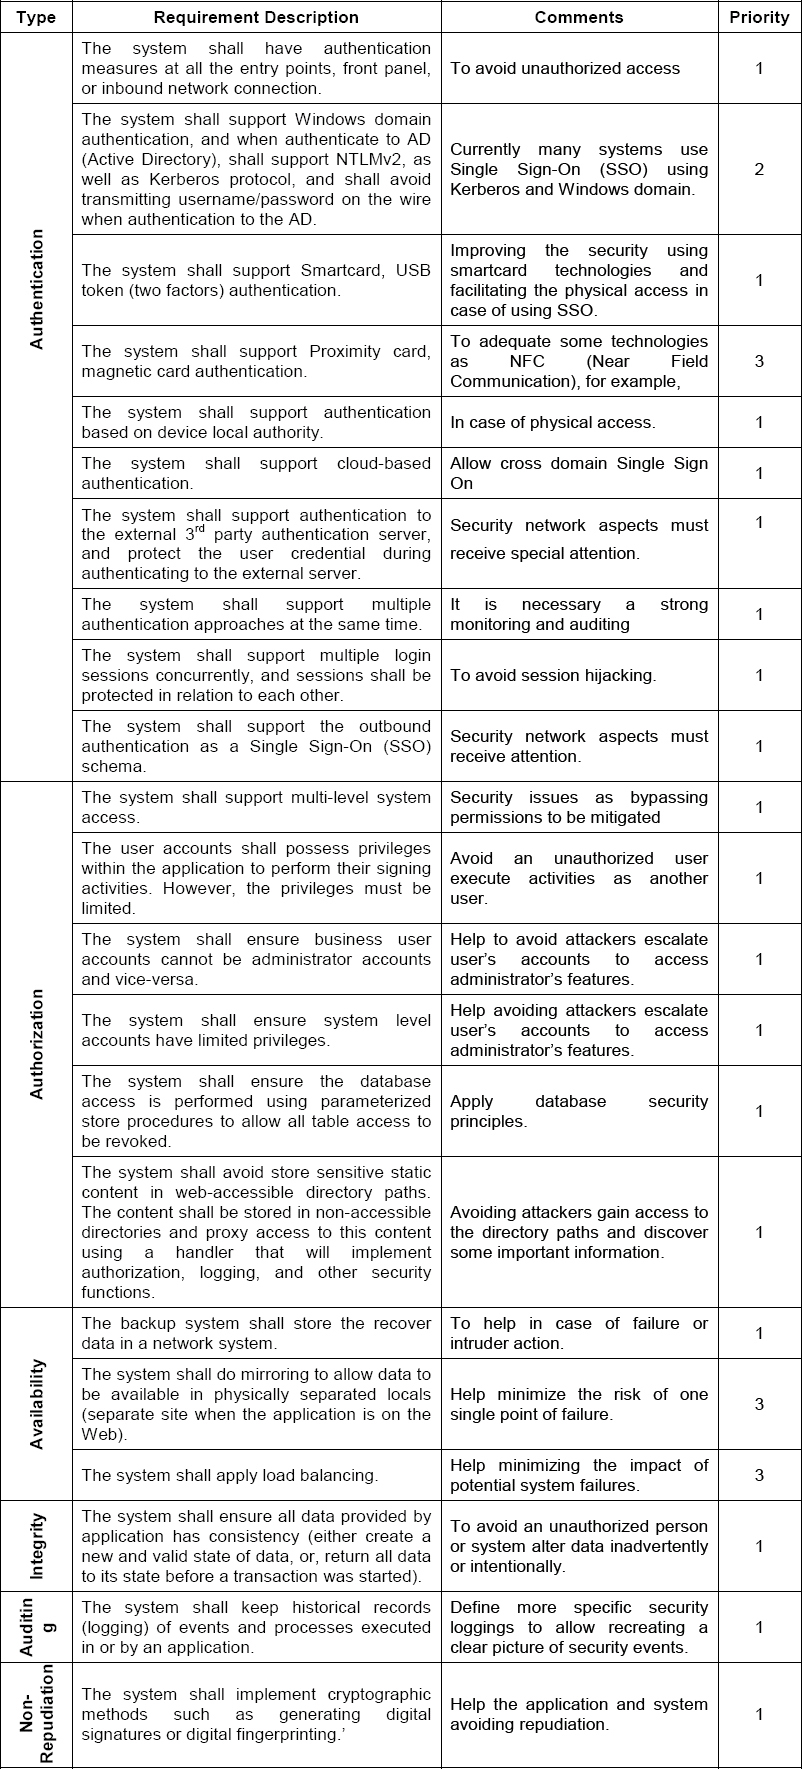 Type Requirement Description Comments Priority
Authentication
The system shall have authentication
measures at all the entry points, front panel,
or inbound network connection.
To avoid unauthorized access
1
The system shall support Windows domain
authentication, and when authenticate to AD
(Active Directory), shall support NTLMv2, as
well as Kerberos protocol, and shall avoid
transmitting username/password on the wire
when authentication to the AD.
Currently many systems use
Single Sign-On (SSO) using
Kerberos and Windows domain.
2
The system shall support Smartcard, USB
token (two factors) authentication.
Improving the security using
smartcard technologies and
facilitating the physical access in
case of using SSO.
1
The system shall support Proximity card,
magnetic card authentication.
To adequate some technologies
as NFC (Near Field
Communication), for example,
3
The system shall support authentication
based on device local authority.
In case of physical access.
1
The system shall support cloud-based
authentication.
Allow cross domain Single Sign
On
1
The system shall support authentication to
the external 3rd party authentication server,
and protect the user credential during
authenticating to the external server.
Security network aspects must
receive special attention.
1
The system shall support multiple
authentication approaches at the same time.
It is necessary a strong
monitoring and auditing
1
The system shall support multiple login
sessions concurrently, and sessions shall be
protected in relation to each other.
To avoid session hijacking.
1
The system shall support the outbound
authentication as a Single Sign-On (SSO)
schema.
Security network aspects must
receive attention.
1
Authorization
The system shall support multi-level system
access.
Security issues as bypassing
permissions to be mitigated
1
The user accounts shall possess privileges
within the application to perform their signing
activities. However, the privileges must be
limited.
Avoid an unauthorized user
execute activities as another
user.
1
The system shall ensure business user
accounts cannot be administrator accounts
and vice-versa.
Help to avoid attackers escalate
user's accounts to access
administrator's features.
1
The system shall ensure system level
accounts have limited privileges.
Help avoiding attackers escalate
user's accounts to access
administrator's features.
1
The system shall ensure the database
access is performed using parameterized
store procedures to allow all table access to
be revoked.
Apply database security
principles.
1
The system shall avoid store sensitive static
content in web-accessible directory paths.
The content shall be stored in non-accessible
directories and proxy access to this content
using a handler that will implement
authorization, logging, and other security
functions.
Avoiding attackers gain access to
the directory paths and discover
some important information.
1
Availability
The backup system shall store the recover
data in a network system.
To help in case of failure or
intruder action.
1
The system shall do mirroring to allow data to
be available in physically separated locals
(separate site when the application is on the
Web).
Help minimize the risk of one
single point of failure.
3
The system shall apply load balancing.
Help minimizing the impact of
potential system failures.
3
Integrity
The system shall ensure all data provided by
application has consistency (either create a
new and valid state of data, or, return all data
to its state before a transaction was started).
To avoid an unauthorized person
or system alter data inadvertently
or intentionally.
1
Auditin
g
The system shall keep historical records
(logging) of events and processes executed
in or by an application.
Define more specific security
loggings to allow recreating a
clear picture of security events.
1
Non-
Repudiation
The system shall implement cryptographic
methods such as generating digital
signatures or digital fingerprinting.’
Help the application and system
avoiding repudiation.
1